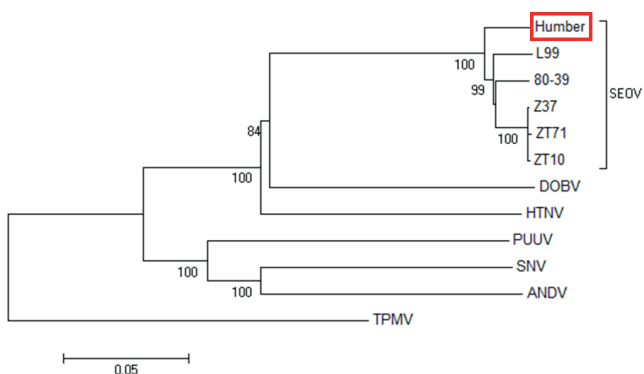 Humber
L99
100
80-39
99
SEOV
Z37
84
100
ZT71
ZT10
100
DOBV
HTNV
PUUV
100
SNV
100
ANDV
TPMV
0.05